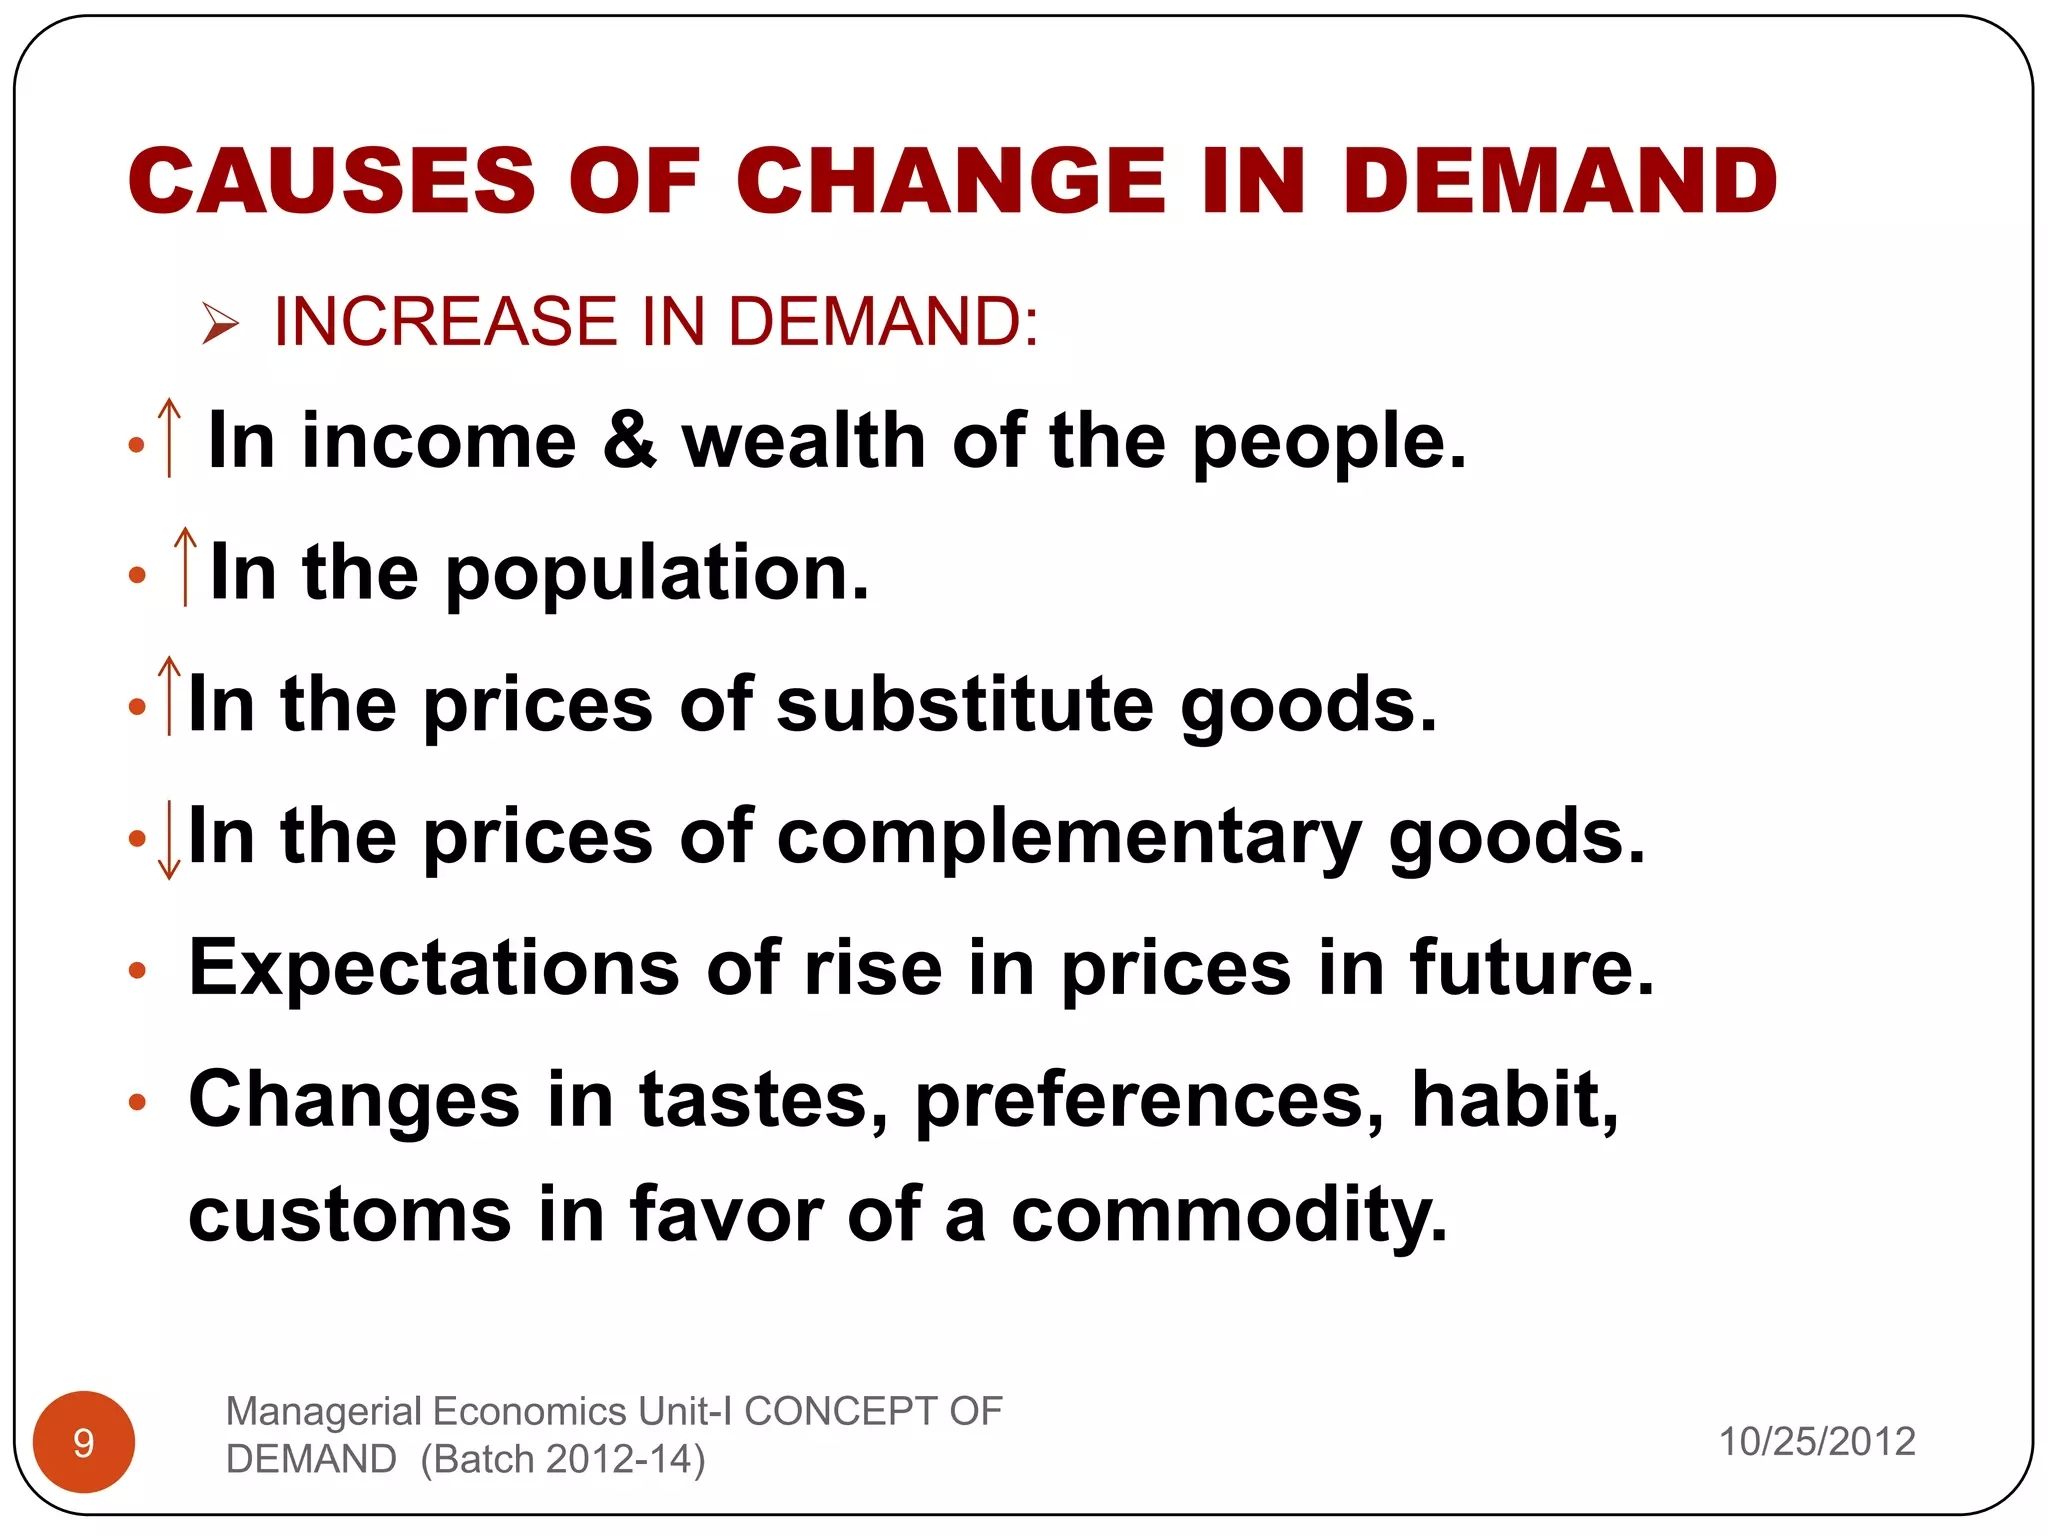 CAUSES OF CHANGE IN DEMAND
➢ INCREASE IN DEMAND:
• ↑ In income & wealth of the people.
• ↑ In the population.
• ↑ In the prices of substitute goods.
• ↓ In the prices of complementary goods.
• Expectations of rise in prices in future.
• Changes in tastes, preferences, habit,
customs in favor of a commodity.
9
Managerial Economics Unit-I CONCEPT OF
DEMAND (Batch 2012-14)
10/25/2012